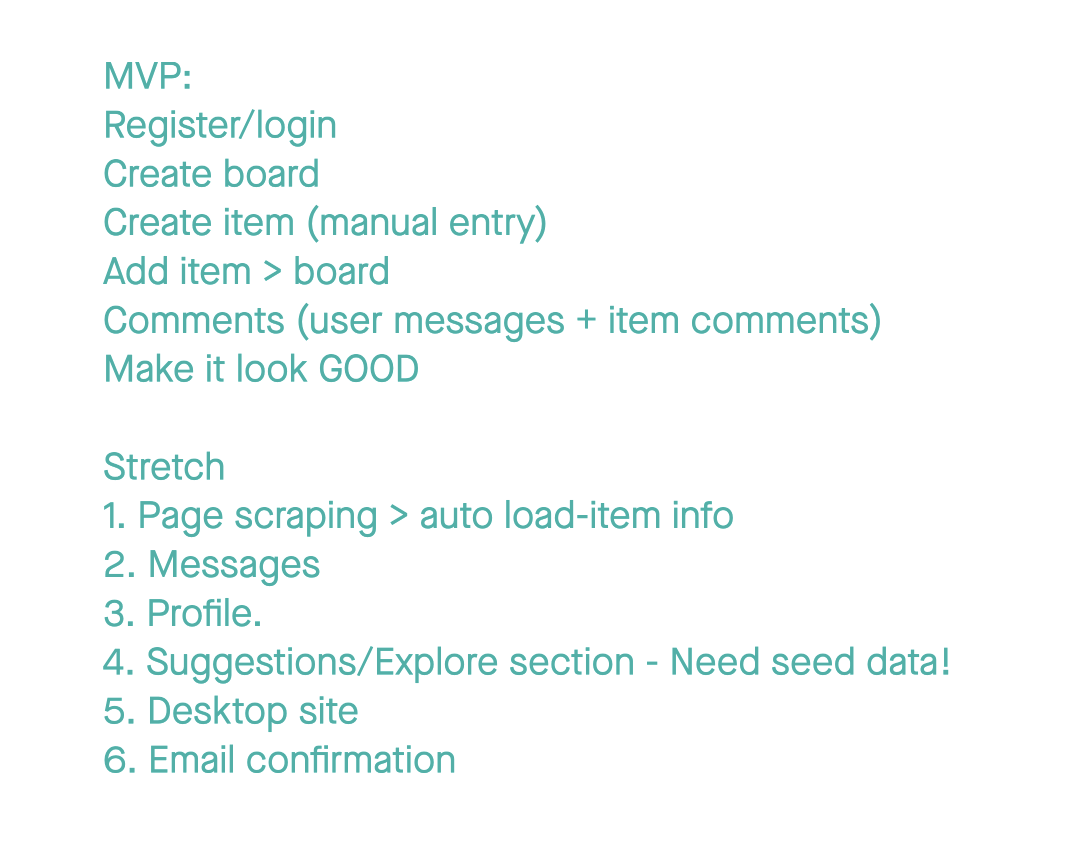 MVP:
Register/login
Create board
Create item (manual entry)
Add item > board
Comments (user messages + item comments)
Make it look GOOD
Stretch
1. Page scraping > auto load-item info
2. Messages
3. Profile.
4. Suggestions/Explore section - Need seed data!
5. Desktop site
6. Email confirmation